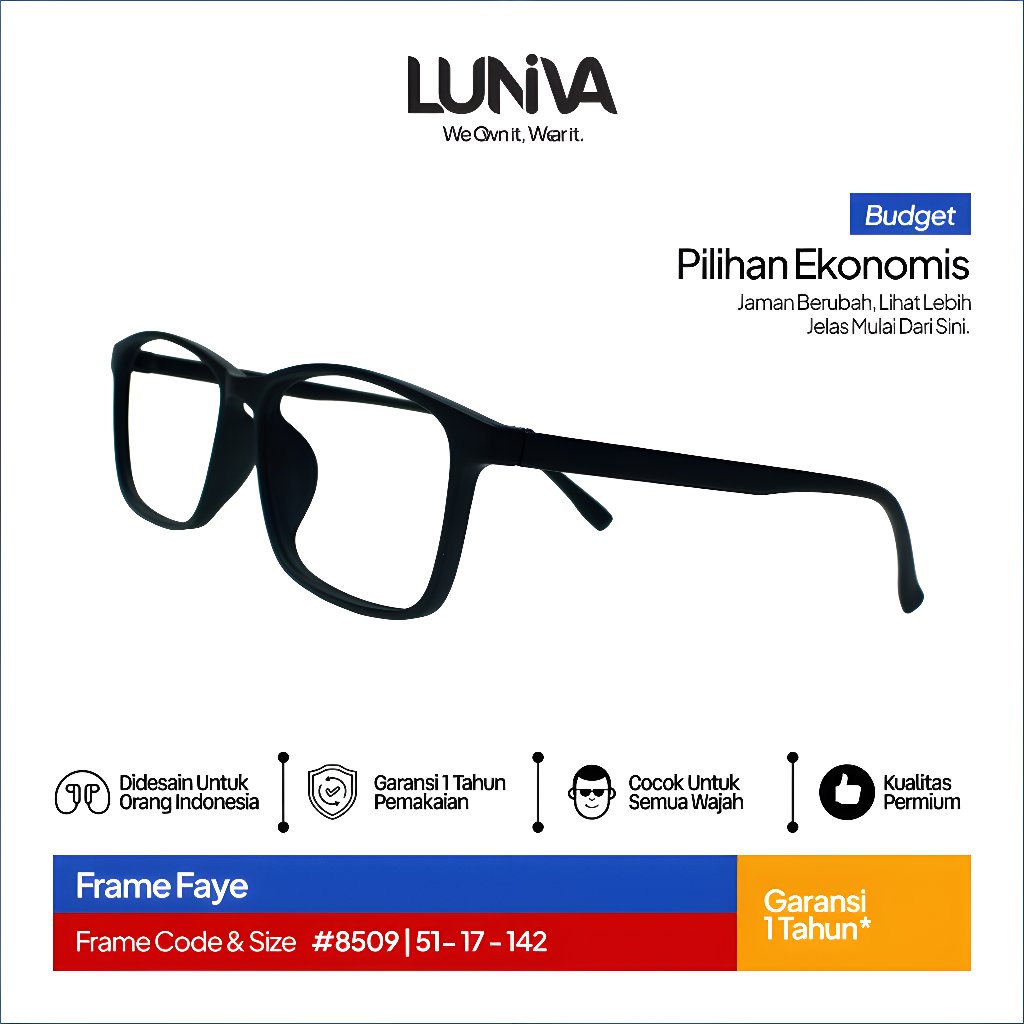 LUNiVA
We Own it, Wear it.
Budget
Pilihan Ekonomis
Jaman Berubah, Lihat Lebih
Jelas Mulai Dari Sini.
Didesain Untuk
Orang Indonesia
Garansi 1 Tahun
Pemakaian
Cocok Untuk
Semua Wajah
Kualitas
Permium
Frame Faye
Frame Code & Size #8509 | 51 - 17 - 142
Garansi
1 Tahun*